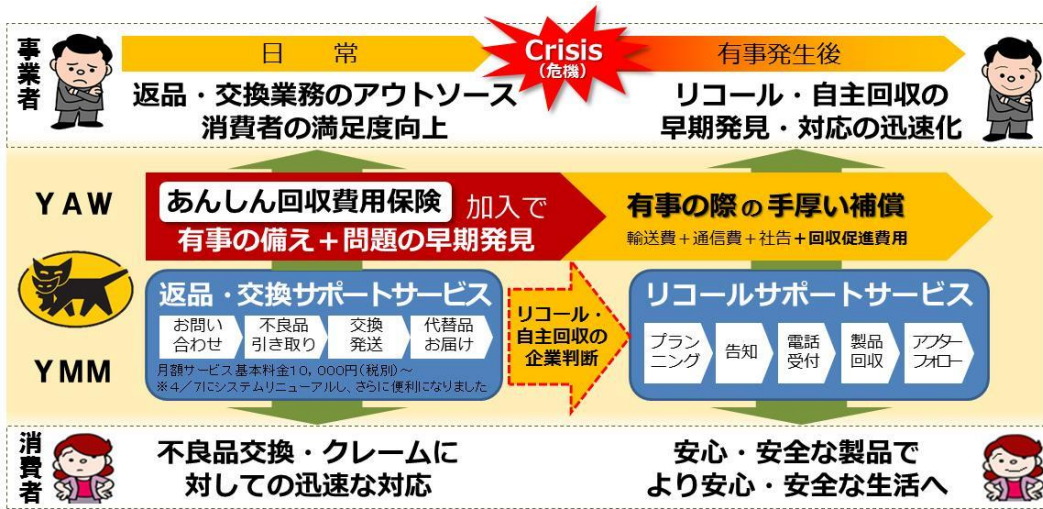 事業者
日　常
Crisis
（危機）
有事発生後
返品・交換業務のアウトソース
消費者の満足度向上
リコール・自主回収の
早期発見・対応の迅速化
YAW
YMM
あんしん回収費用保険 加入で
有事の備え＋問題の早期発見
有事の際の手厚い補償
輸送費＋通信費＋社告＋回収促進費用
返品・交換サポートサービス
お問い
合わせ
不良品
引き取り
交換
発送
代替品
お届け
月額サービス基本料金10,000円(税別)～
※4／7にシステムリニューアルし、さらに便利になりました
リコール・
自主回収の
企業判断
リコールサポートサービス
プラン
ニング
告知
電話
受付
製品
回収
アフター
フォロー
消費者
不良品交換・クレームに
対しての迅速な対応
安心・安全な製品で
より安心・安全な生活へ